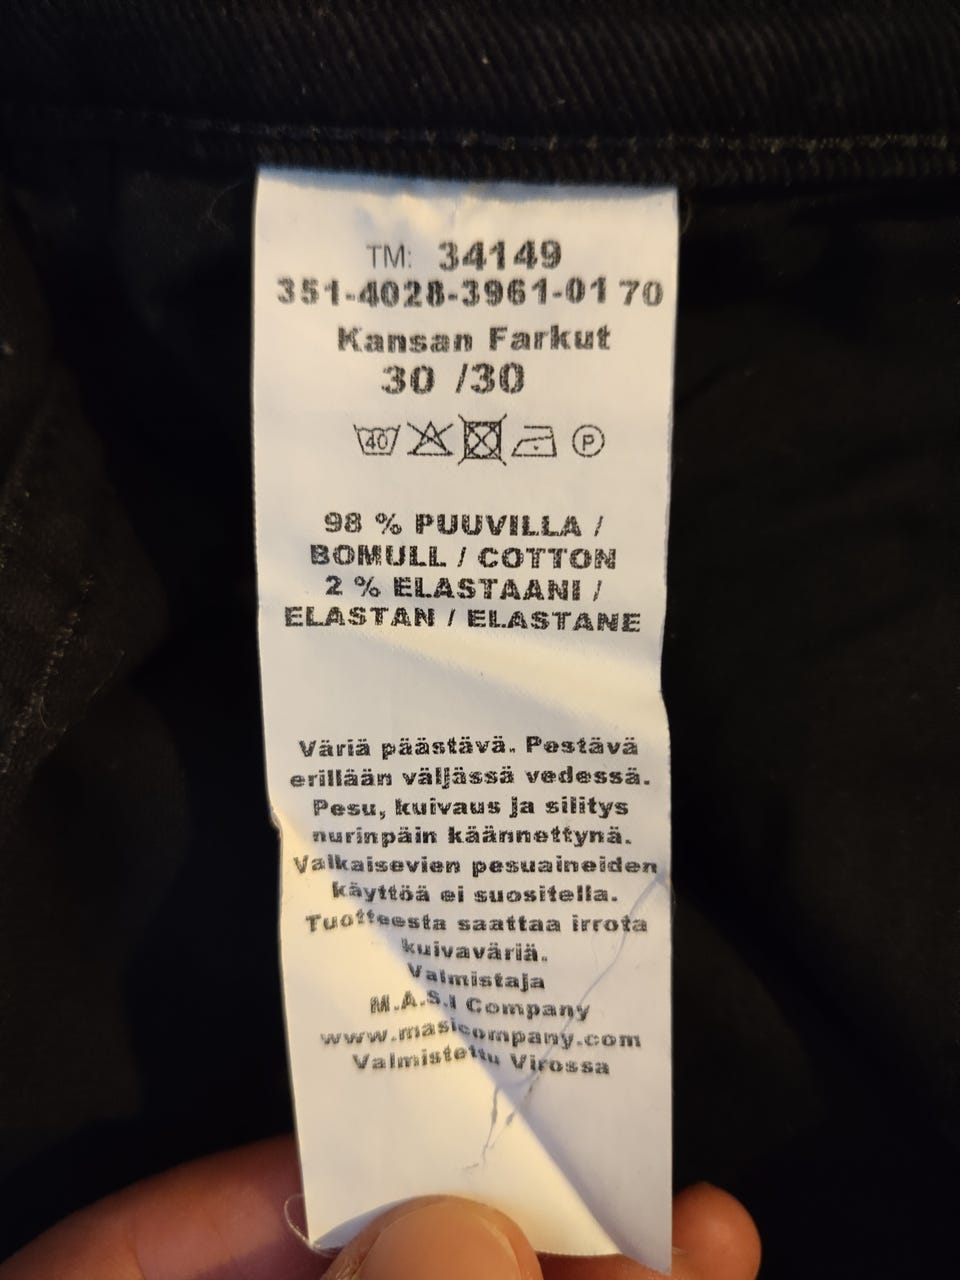 TM: 34149
351-4028-3961-01 70
Kansan Farkut
30 /30
40 P
98 % PUUVILLA /
BOMULL / COTTON
2 % ELASTAANI /
ELASTAN / ELASTANE
Väriä päästävä. Pestävä
erillään väljässä vedessä.
Pesu, kuivaus ja silitys
nurinpäin käännettynä.
Valkaisevien pesuaineiden
käyttöä ei suositella.
Tuotteesta saattaa irrota
kuivaväriä.
Valmistaja
M.A.S.I Company
www.masicompany.com
Valmistettu Virossa